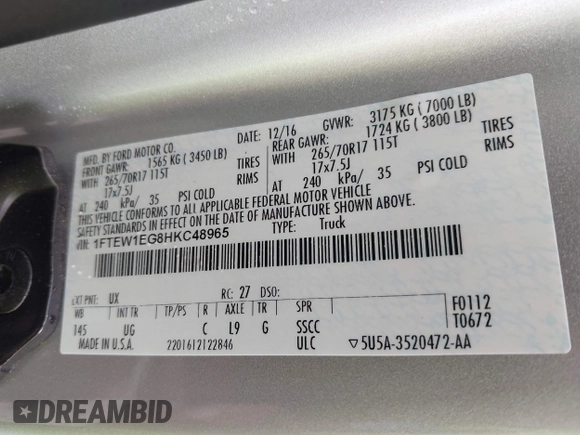 MFD. BY FORD MOTOR CO. DATE: 12/16 GVWR: 3175 KG ( 7000 LB)
FRONT GAWR: 1565 KG ( 3450 LB) REAR GAWR: 1724 KG ( 3800 LB)
WITH 265/70R17 115T TIRES WITH 265/70R17 115T TIRES
17x7.5J RIMS 17x7.5J RIMS
AT 240 kPa/ 35 PSI COLD AT 240 kPa/ 35 PSI COLD
THIS VEHICLE CONFORMS TO ALL APPLICABLE FEDERAL MOTOR VEHICLE
SAFETY STANDARDS IN EFFECT ON THE DATE OF MANUFACTURE SHOWN ABOVE.
VIN: 1FTEW1EG8HKC48965 TYPE: Truck
EXT PNT: UX RC: 27 DSO:
WB INT TR TP/PS R AXLE TR SPR F0112
145 UG C L9 G SSCC T0672
MADE IN U.S.A. 2201612122846 ULC ▽5U5A-3520472-AA
DREAMBID